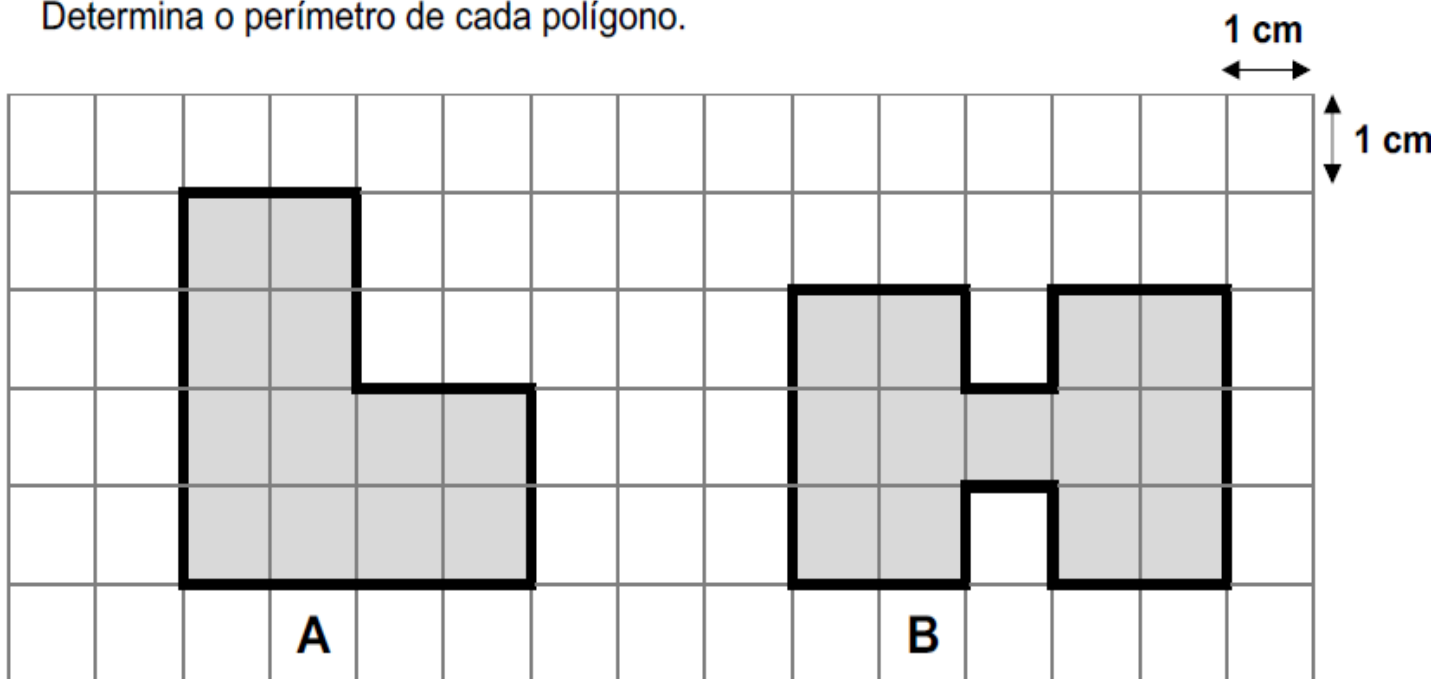 Determina o perímetro de cada polígono.
1 cm
1 cm
A
B